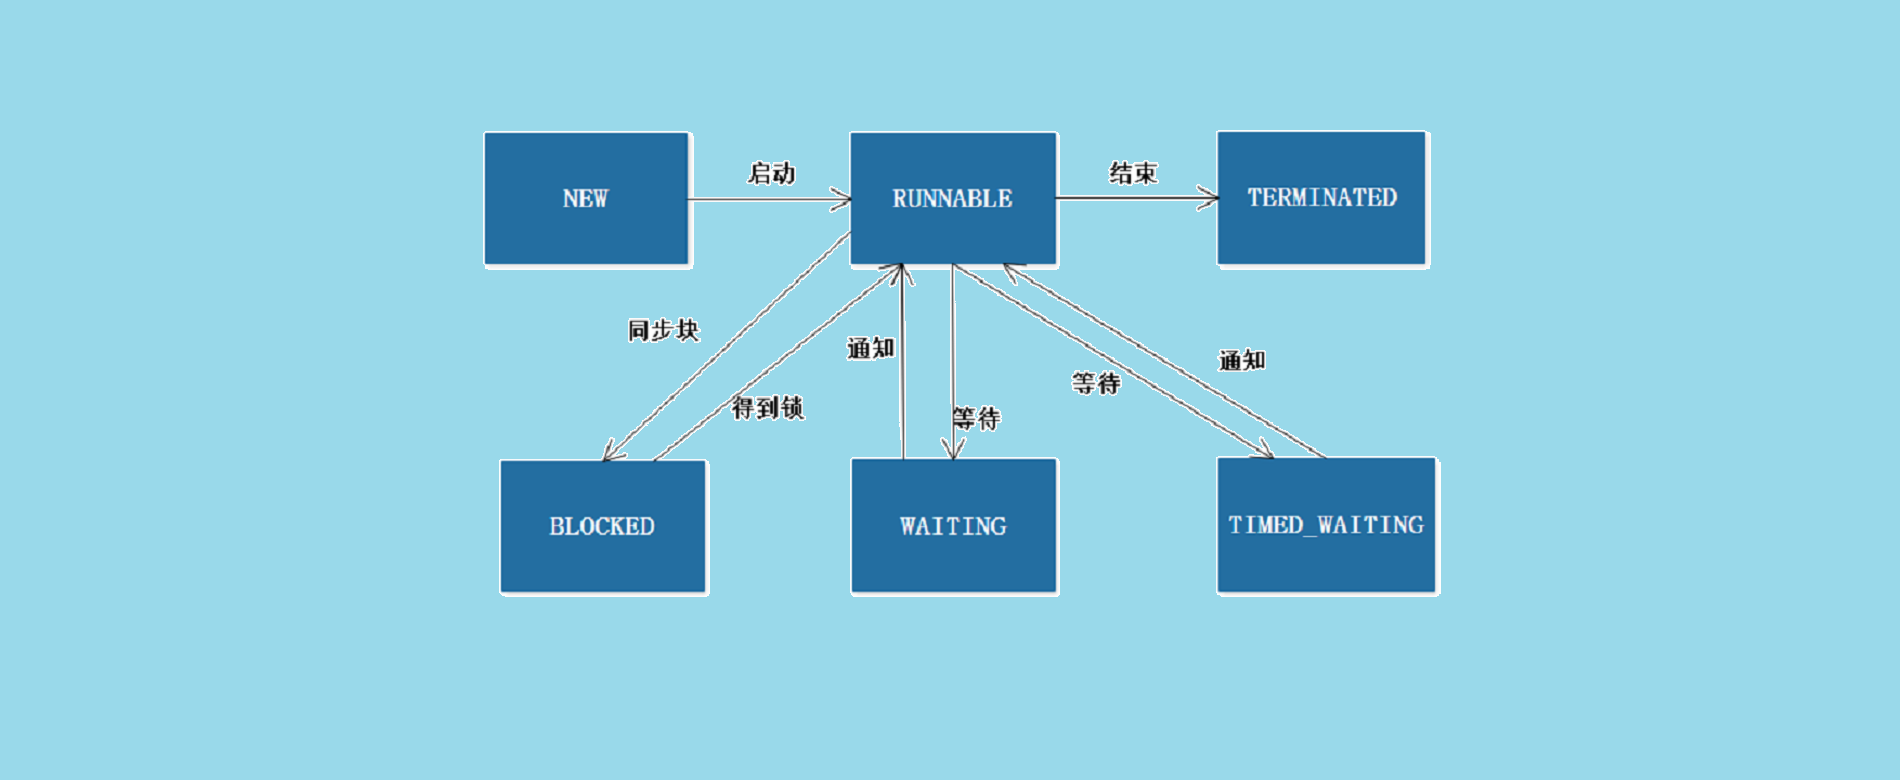 启动
结束
NEW
RUNNABLE
TERMINATED
同步块
通知
通知
等待
得到锁
等待
BLOCKED
WAITING
TIMED_WAITING